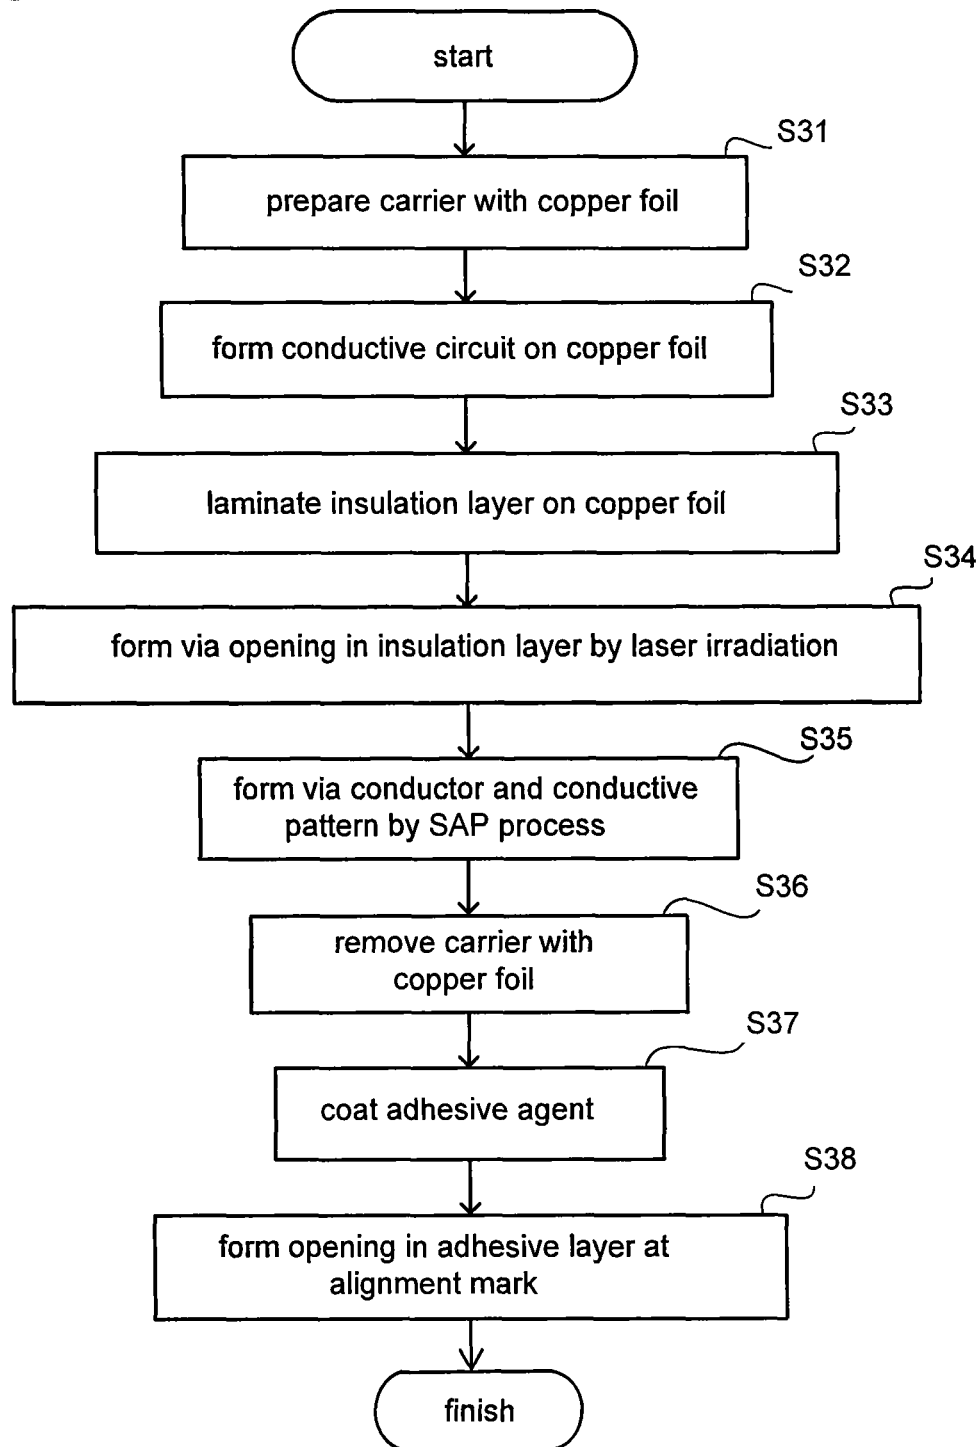 start
S31
prepare carrier with copper foil
S32
form conductive circuit on copper foil
S33
laminate insulation layer on copper foil
S34
form via opening in insulation layer by laser irradiation
S35
form via conductor and conductive
pattern by SAP process
S36
remove carrier with
copper foil
S37
coat adhesive agent
S38
form opening in adhesive layer at
alignment mark
finish